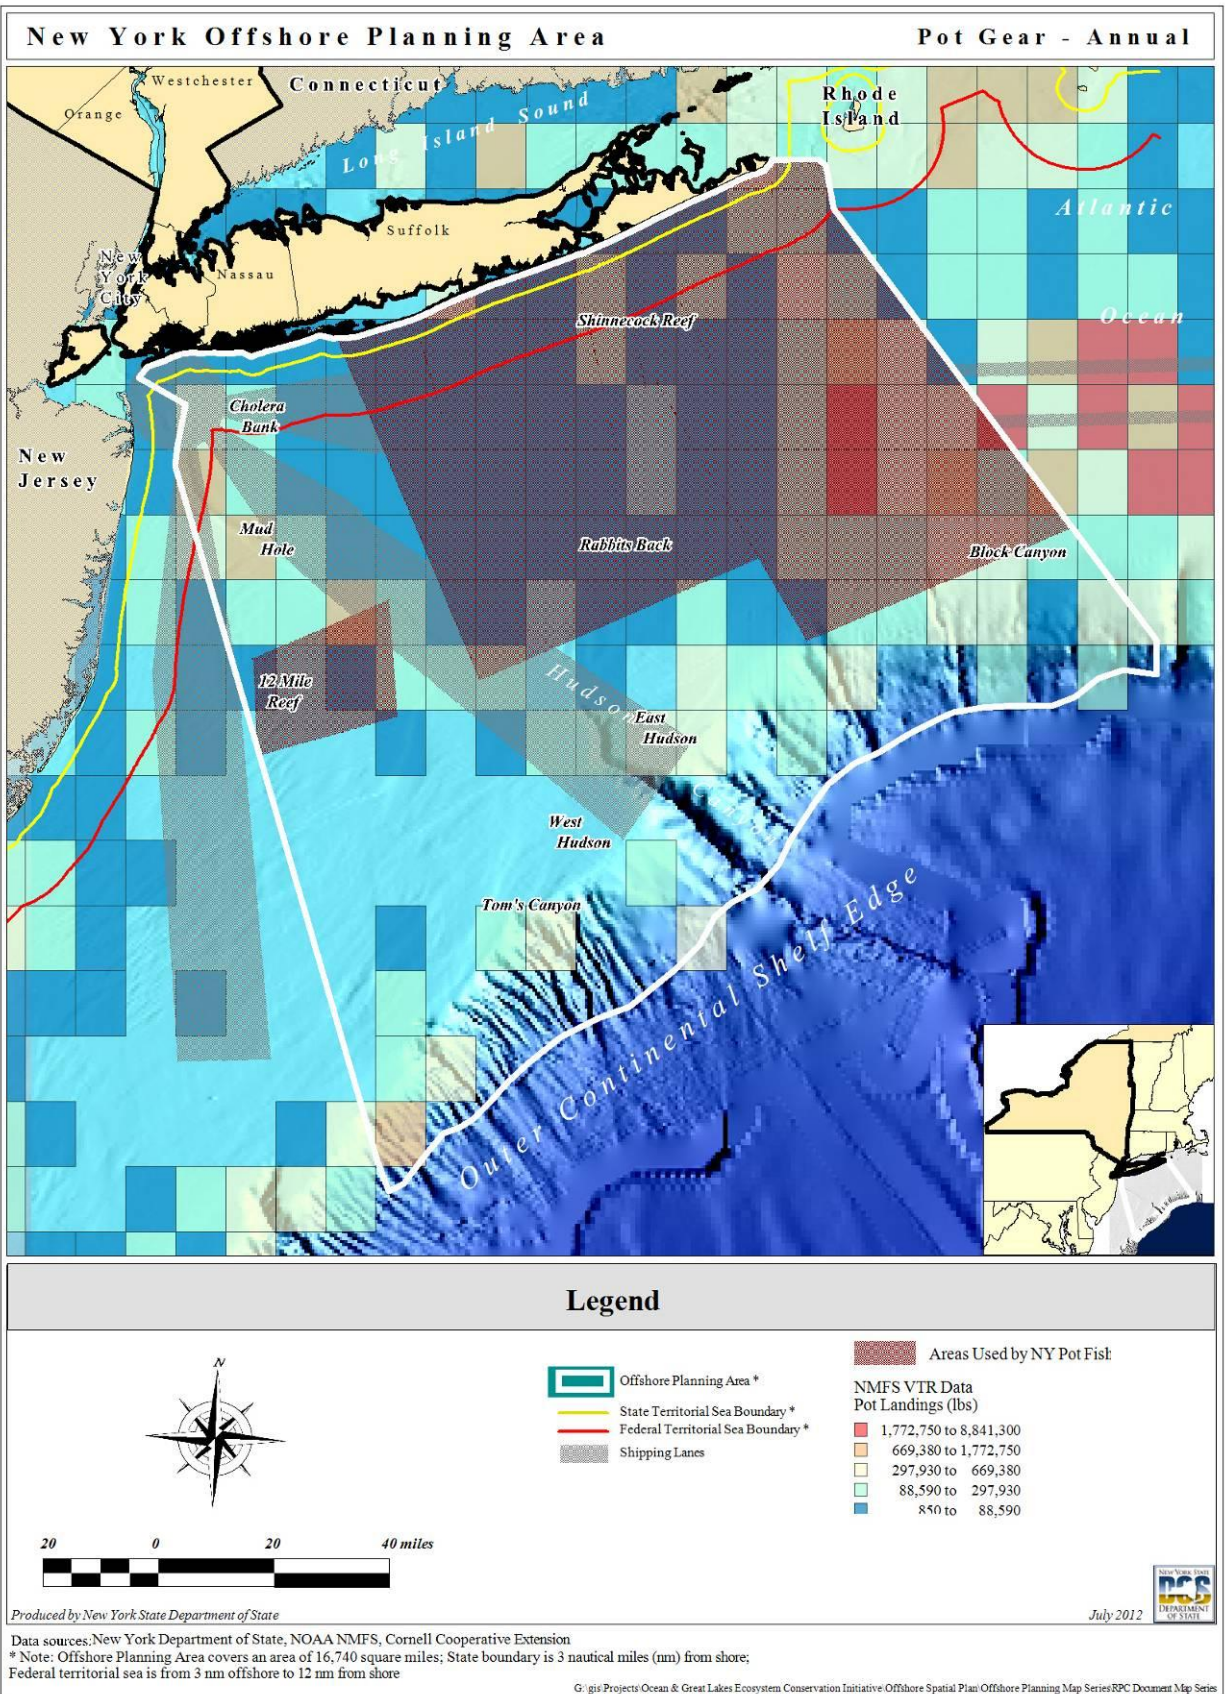 New York Offshore Planning Area
Pot Gear - Annual
Westchester
Connecticut
Orange
Long Island Sound
Rhode
Island
Suffolk
Atlantic
New
York
City
Nassau
Shinnecock Reef
Ocean
Cholera
Bank
New
Jersey
Mud
Hole
Rabbits Back
Block Canyon
12 Mile
Reef
Hudson
East
Hudson
Canyon
West
Hudson
Tom's Canyon
Outer Continental Shelf Edge
Legend
N
Offshore Planning Area *
State Territorial Sea Boundary *
Federal Territorial Sea Boundary *
Shipping Lanes
Areas Used by NY Pot Fish
NMFS VTR Data
Pot Landings (lbs)
1,772,750 to 8,841,300
669,380 to 1,772,750
297,930 to 669,380
88,590 to 297,930
850 to 88,590
20 0 20 40 miles
Produced by New York State Department of State
July 2012
NEW YORK STATE
DOS
DEPARTMENT
OF STATE
Data sources: New York Department of State, NOAA NMFS, Cornell Cooperative Extension
* Note: Offshore Planning Area covers an area of 16,740 square miles; State boundary is 3 nautical miles (nm) from shore;
Federal territorial sea is from 3 nm offshore to 12 nm from shore
G:\gis\Projects\Ocean & Great Lakes Ecosystem Conservation Initiative\Offshore Spatial Plan\Offshore Planning Map Series\RPC Document Map Series